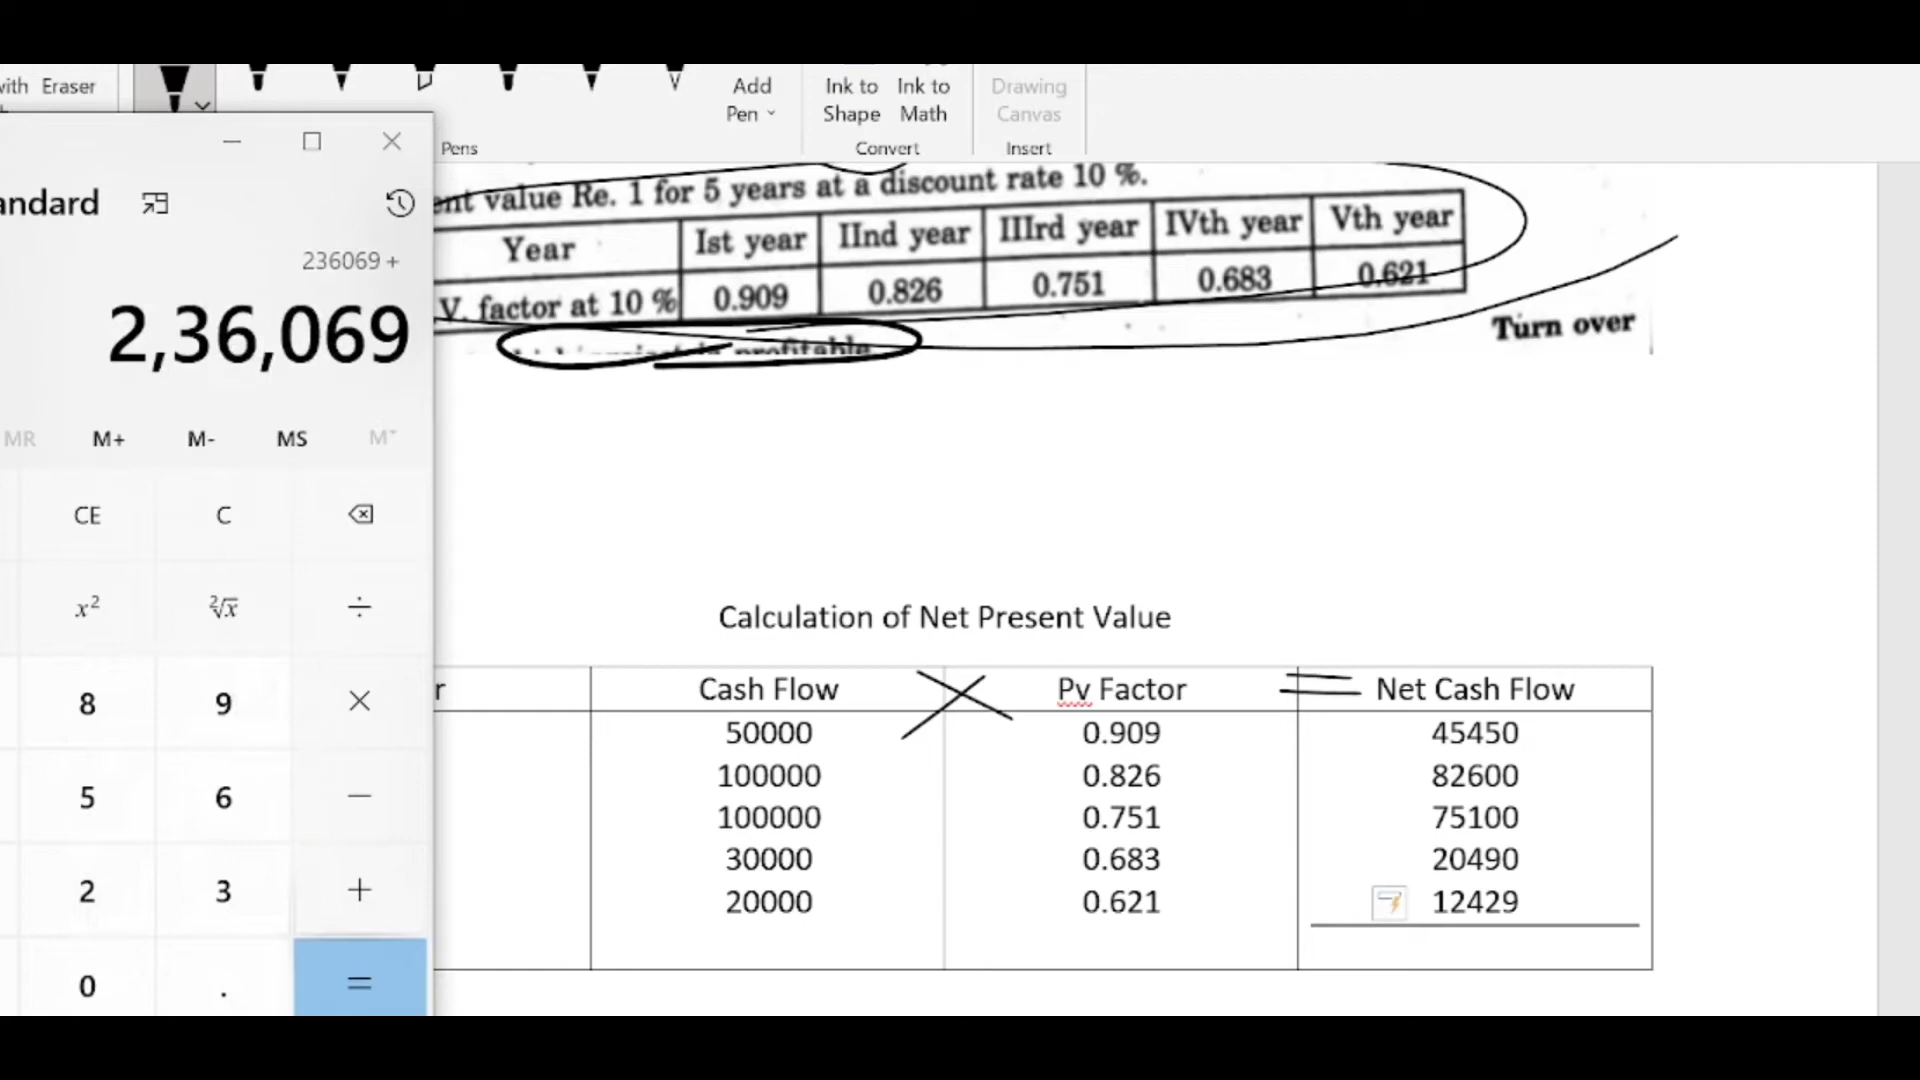 with Eraser
Add Pen
Ink to Shape
Ink to Math
Drawing Canvas
Pens
Convert
Insert
andard
236069 +
2,36,069
MR M+ M- MS M
CE C
x² ²√x ÷
8 9 ×
5 6 −
2 3 +
0 . =
ent value Re. 1 for 5 years at a discount rate 10 %.
Year Ist year IInd year IIIrd year IVth year Vth year
V. factor at 10 % 0.909 0.826 0.751 0.683 0.621
profitable
Turn over
Calculation of Net Present Value
r Cash Flow × Pv Factor = Net Cash Flow
50000 0.909 45450
100000 0.826 82600
100000 0.751 75100
30000 0.683 20490
20000 0.621 12429